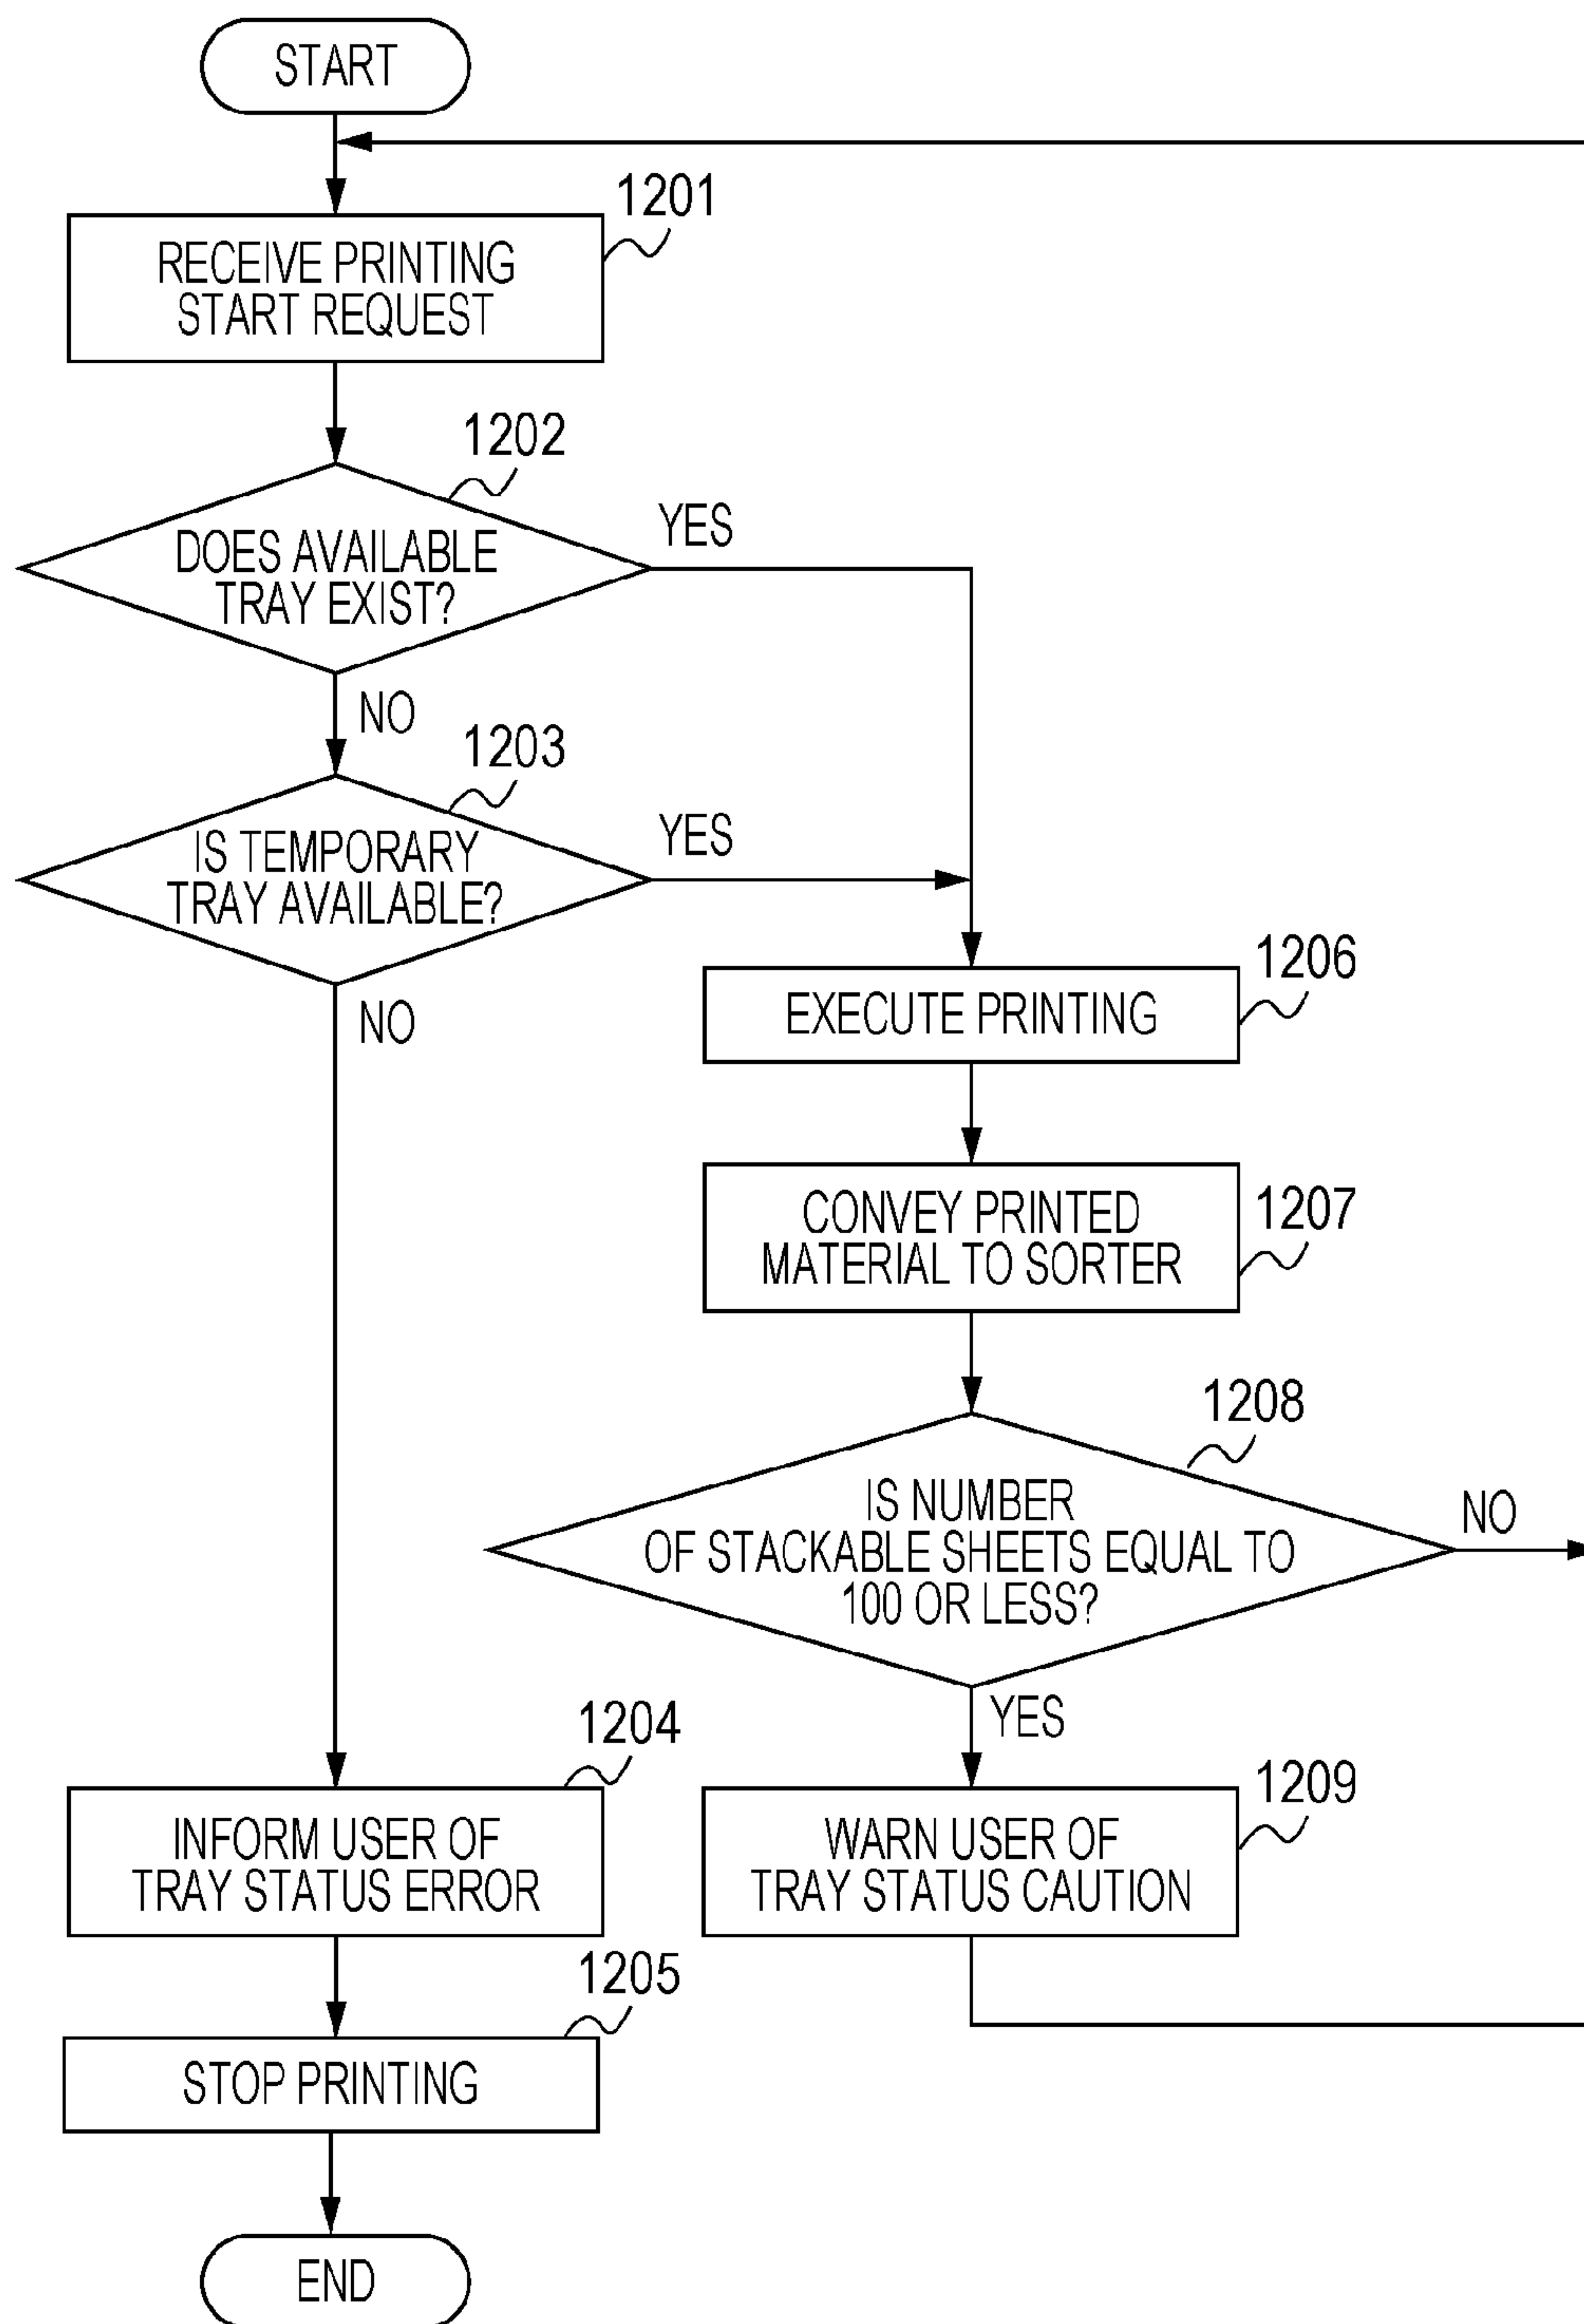 START
1201
RECEIVE PRINTING
START REQUEST
1202
DOES AVAILABLE
TRAY EXIST?
YES
NO
1203
IS TEMPORARY
TRAY AVAILABLE?
YES
NO
1206
EXECUTE PRINTING
1207
CONVEY PRINTED
MATERIAL TO SORTER
1208
IS NUMBER
OF STACKABLE SHEETS EQUAL TO
100 OR LESS?
NO
YES
1204
INFORM USER OF
TRAY STATUS ERROR
1209
WARN USER OF
TRAY STATUS CAUTION
1205
STOP PRINTING
END